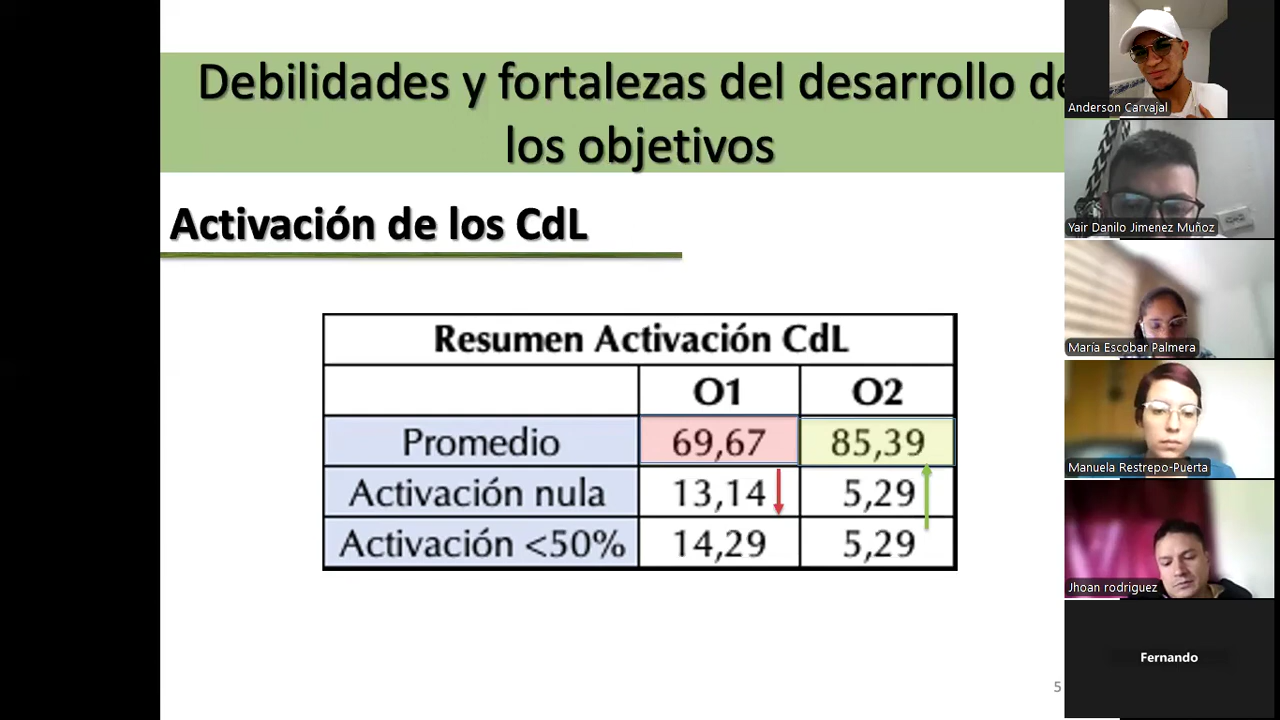 Debilidades y fortalezas del desarrollo de
los objetivos
Activación de los CdL
Resumen Activación CdL
O1 O2
Promedio 69,67 85,39
Activación nula 13,14 5,29
Activación <50% 14,29 5,29
5
Anderson Carvajal
Yair Danilo Jimenez Muñoz
María Escobar Palmera
Manuela Restrepo-Puerta
Jhoan rodriguez
Fernando